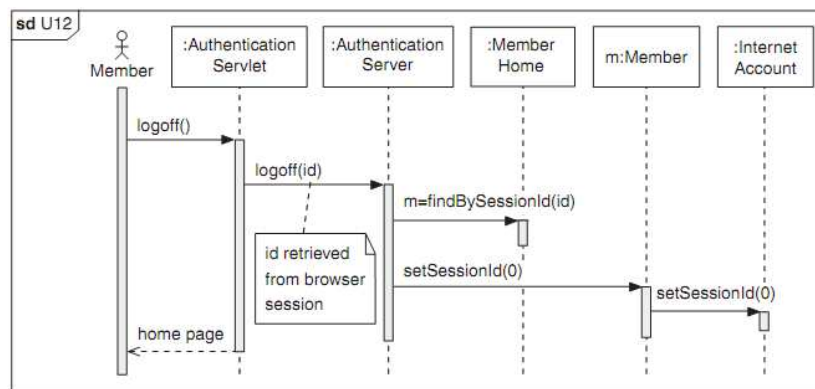 sd U12
Member
:Authentication
Servlet
:Authentication
Server
:Member
Home
m:Member
:Internet
Account
logoff()
logoff(id)
m=findBySessionId(id)
id retrieved
from browser
session
setSessionId(0)
setSessionId(0)
home page